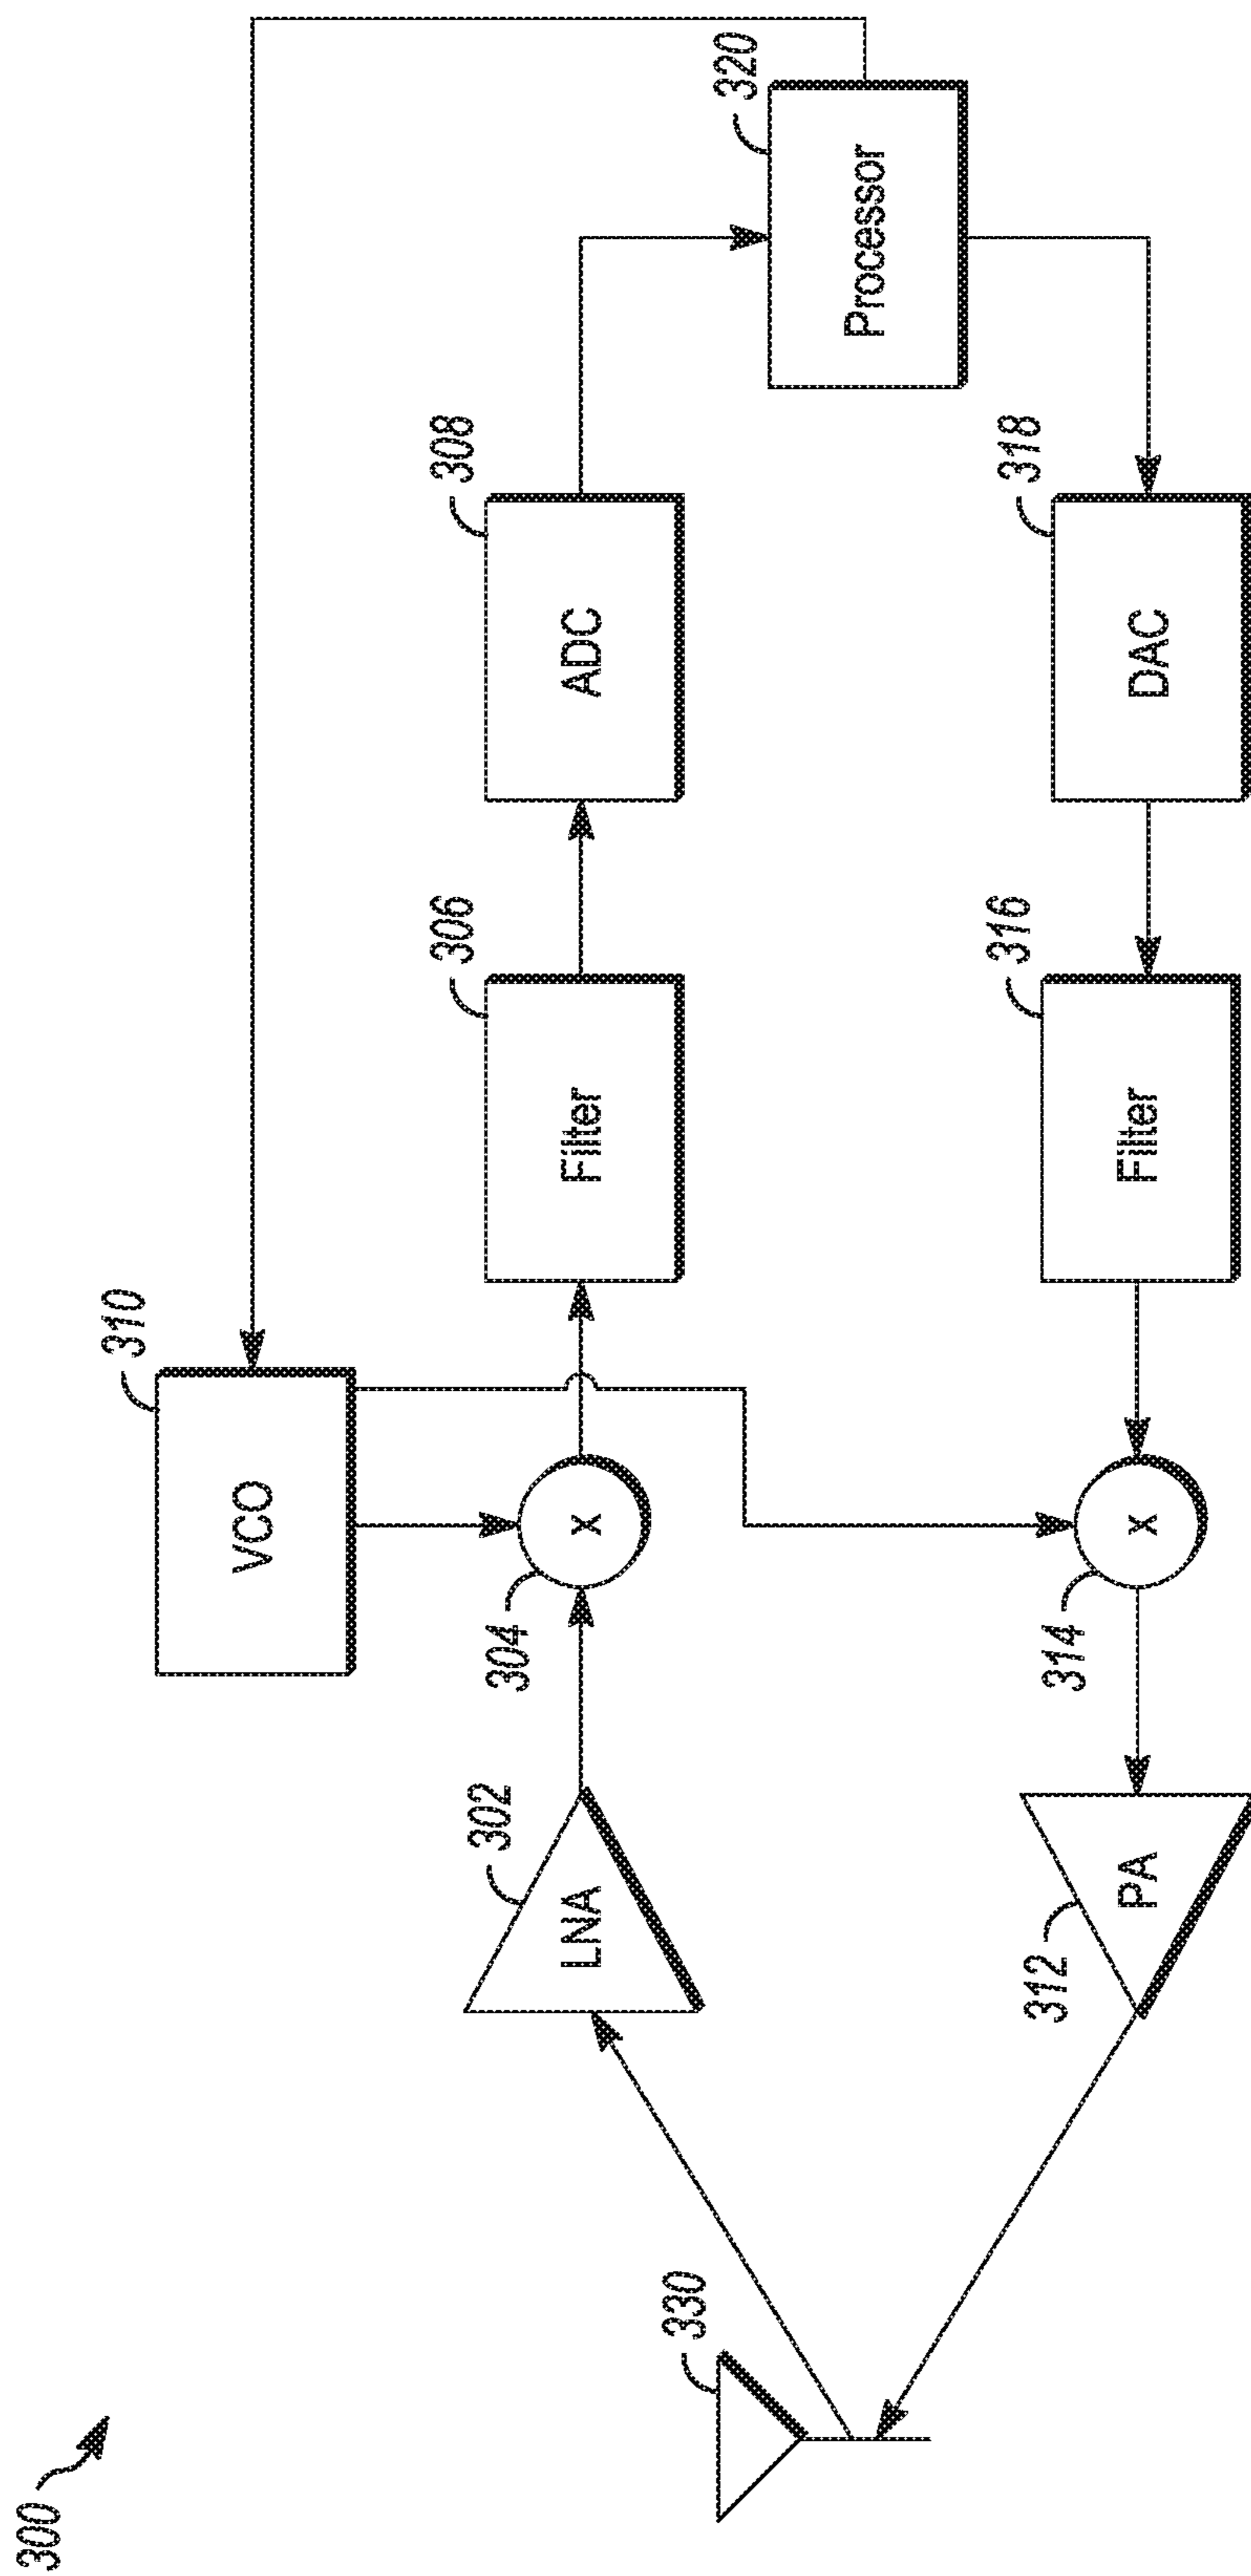 300
330
302
LNA
304
X
310
VCO
306
Filter
308
ADC
320
Processor
312
PA
314
X
316
Filter
318
DAC